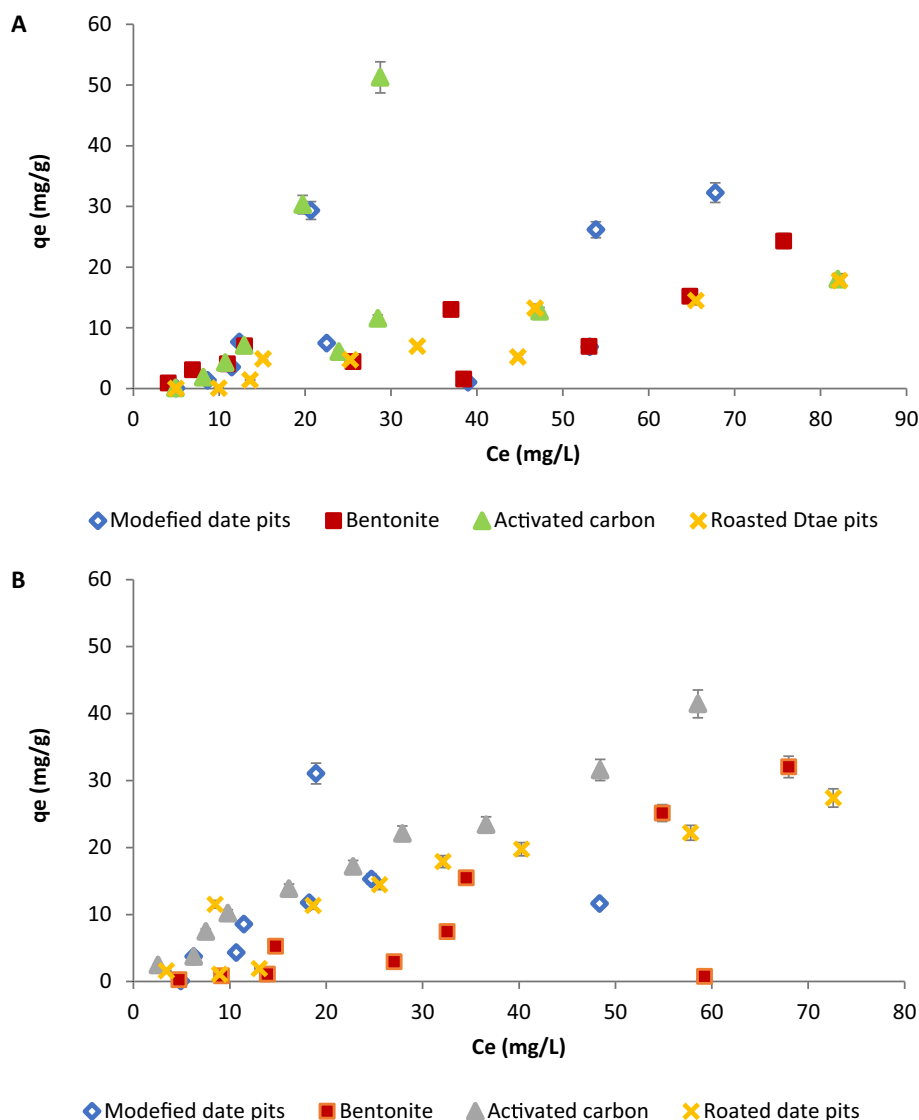 A
60
50
40
30
20
10
0
qe (mg/g)
0 10 20 30 40 50 60 70 80 90
Ce (mg/L)
Modefied date pits Bentonite Activated carbon Roasted Dtae pits
B
60
50
40
30
20
10
0
qe (mg/g)
0 10 20 30 40 50 60 70 80
Ce (mg/L)
Modefied date pits Bentonite Activated carbon Roated date pits